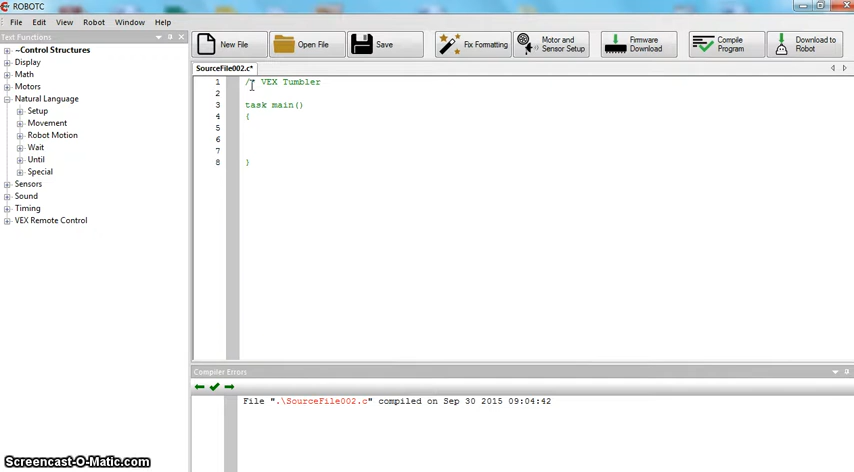 ROBOTC
File Edit View Robot Window Help
Text Functions
~Control Structures
Display
Math
Motors
Natural Language
Setup
Movement
Robot Motion
Wait
Until
Special
Sensors
Sound
Timing
VEX Remote Control
New File
Open File
Save
Fix Formatting
Motor and
Sensor Setup
Firmware
Download
Compile
Program
Download to
Robot
SourceFile002.c*
1 /* VEX Tumbler
2
3 task main()
4 {
5
6
7
8 }
Compiler Errors
File ".\SourceFile002.c" compiled on Sep 30 2015 09:04:42
Screencast-O-Matic.com